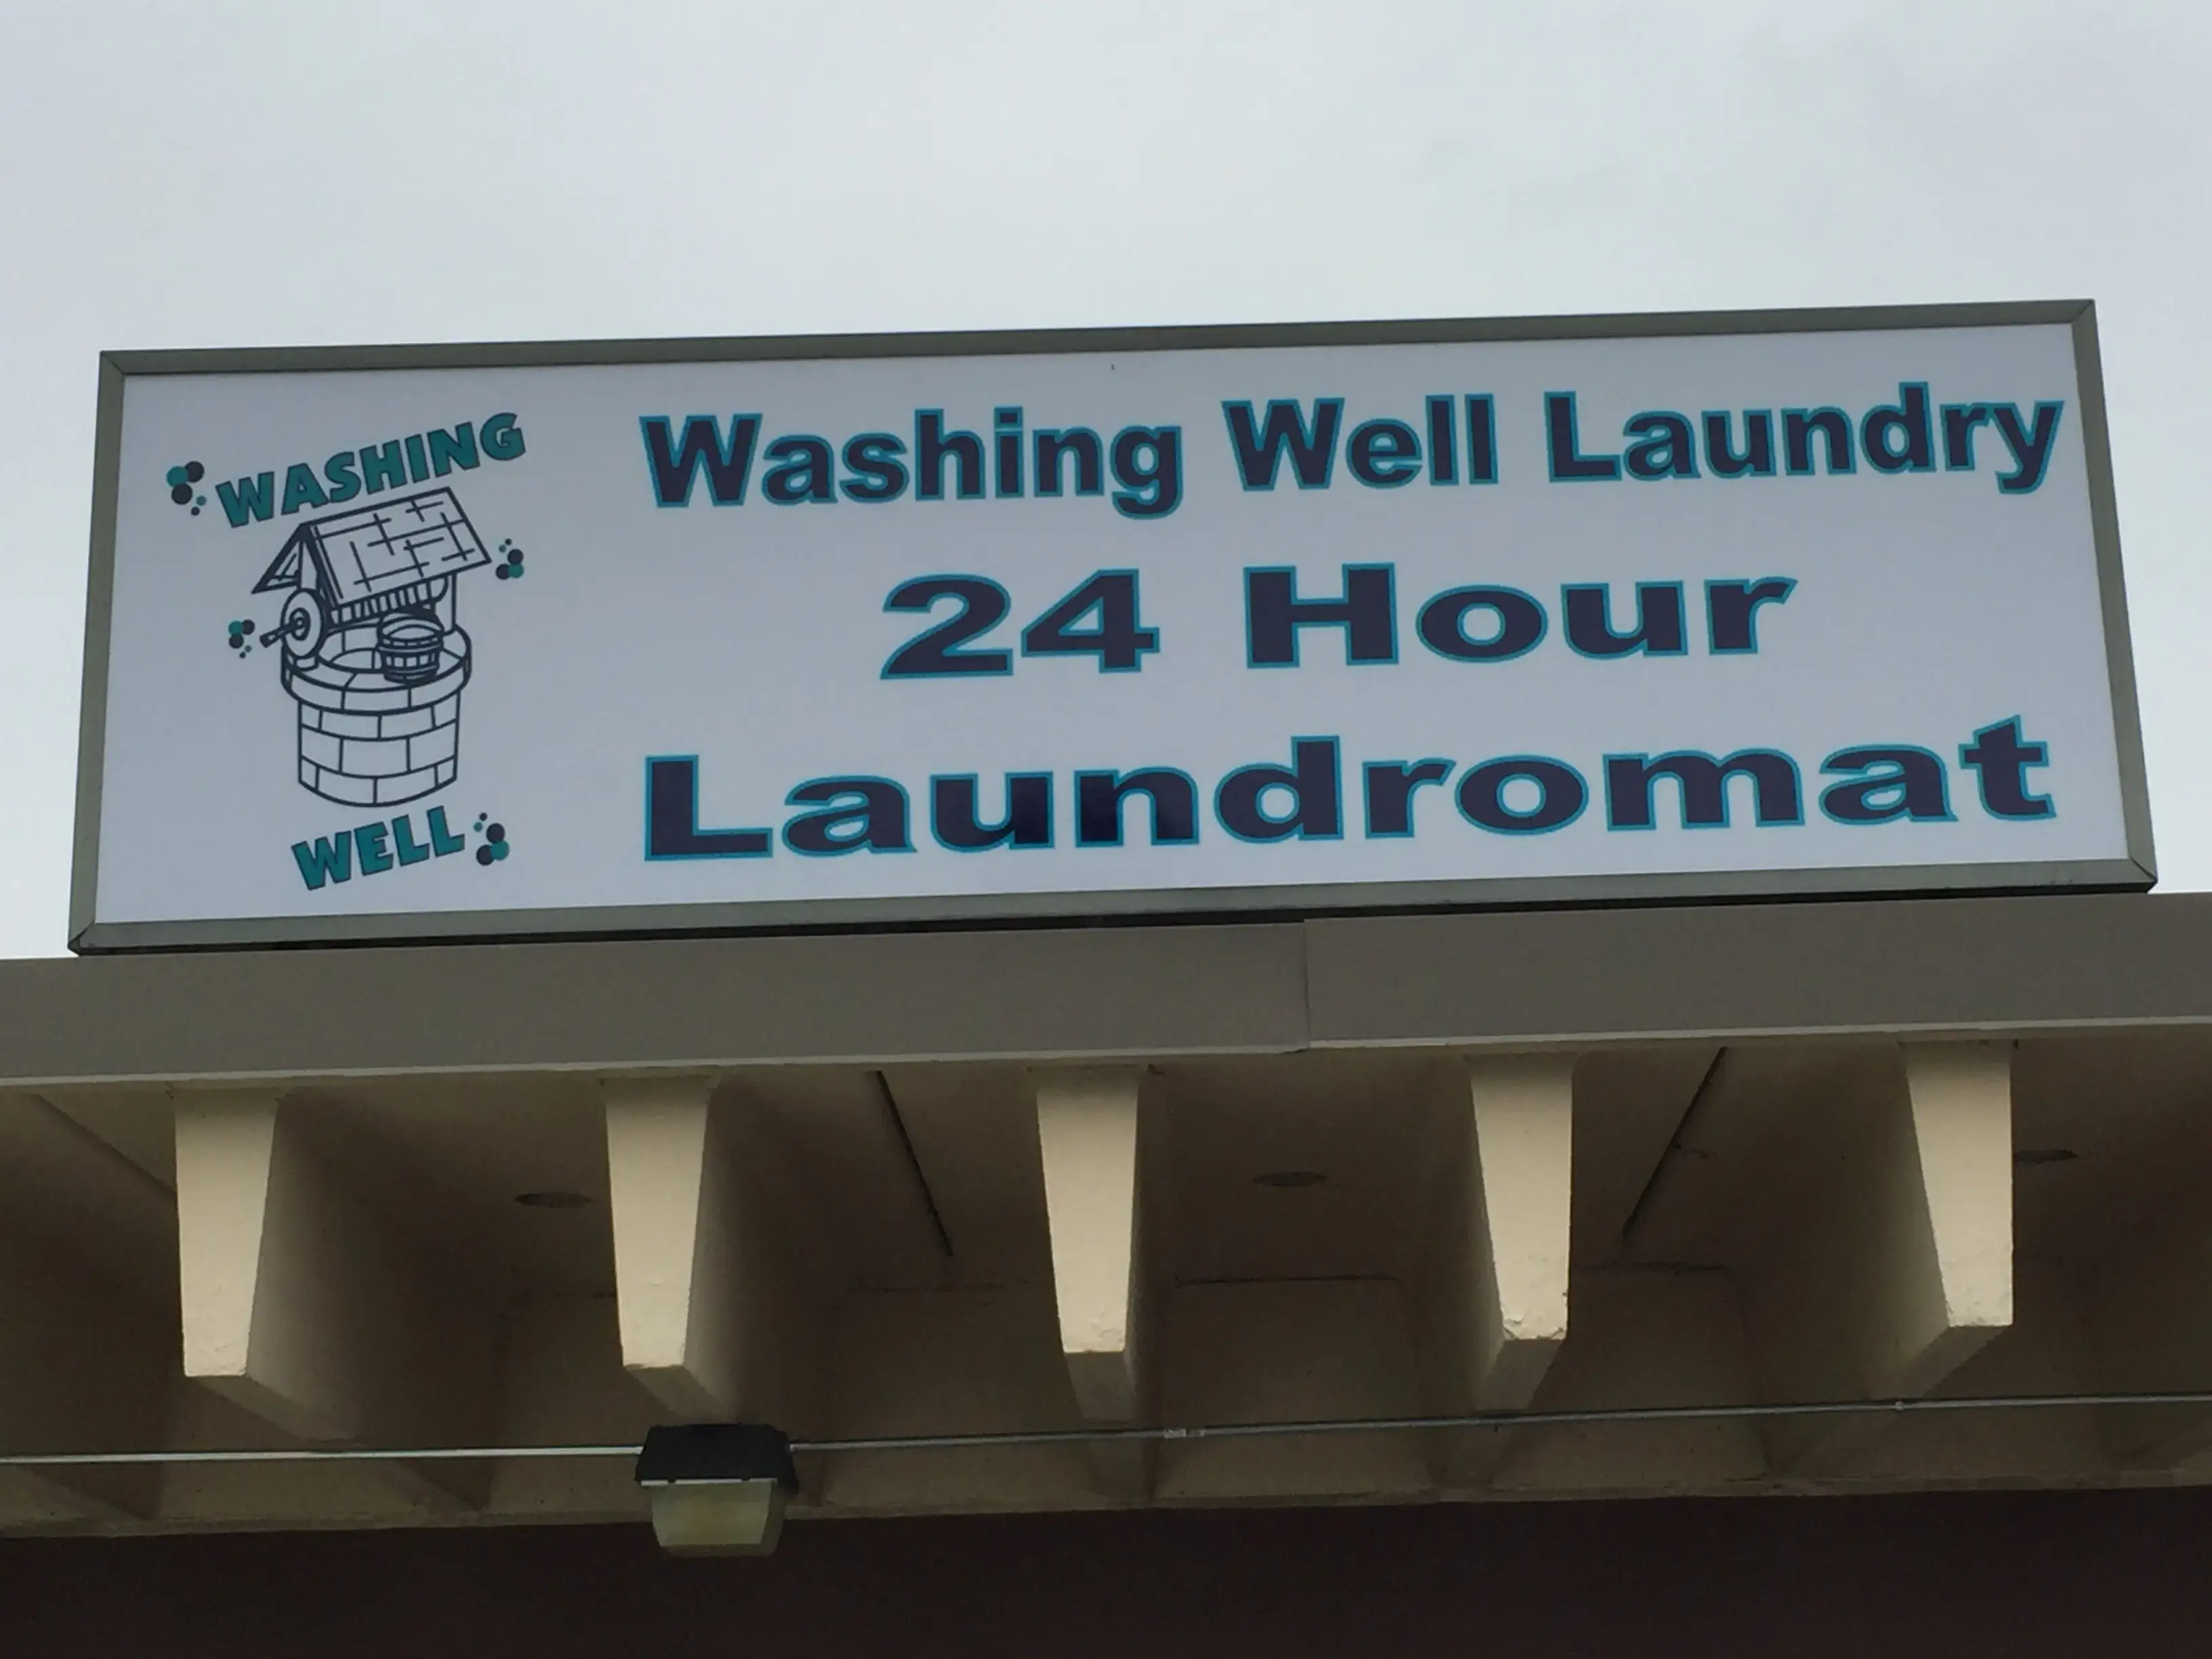 WASHING
WELL
Washing Well Laundry
24 Hour
Laundromat